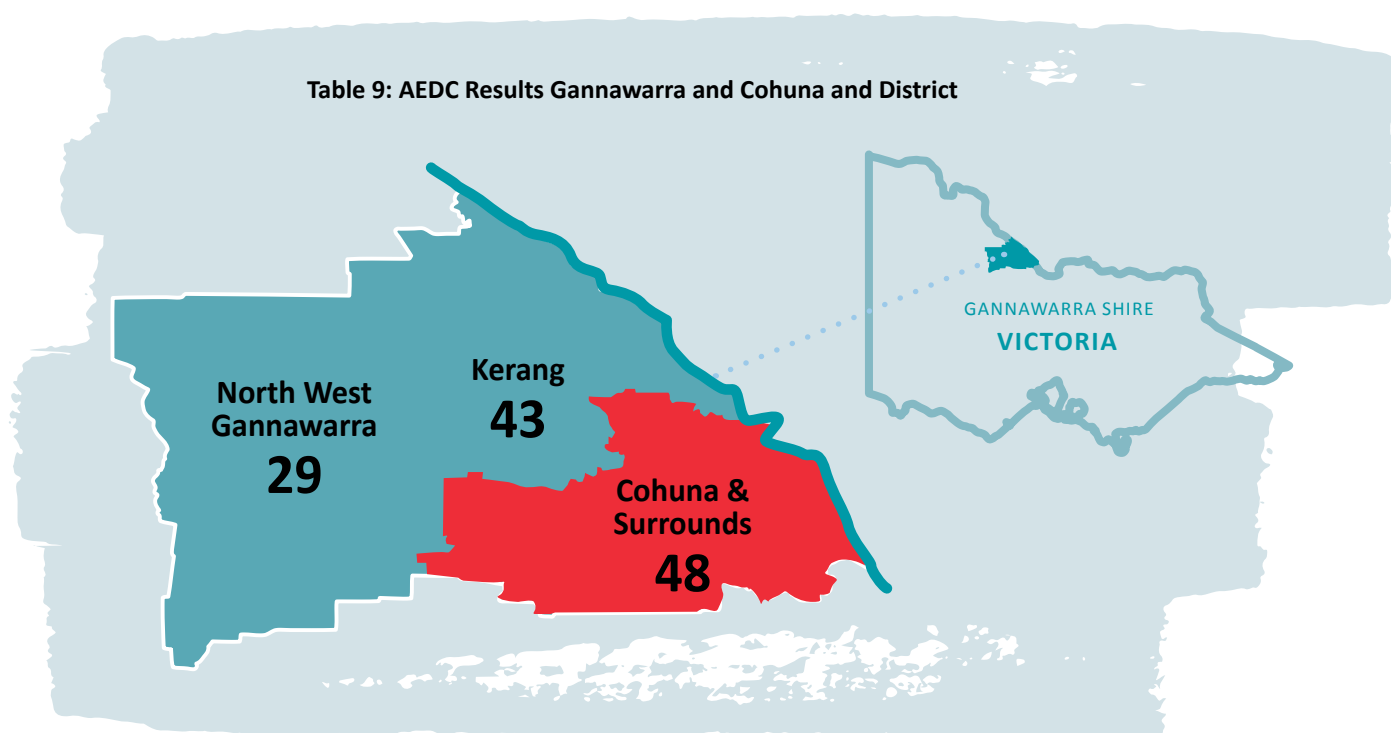 Table 9: AEDC Results Gannawarra and Cohuna and District
GANNAWARRA SHIRE
VICTORIA
Kerang
43
North West
Gannawarra
29
Cohuna &
Surrounds
48